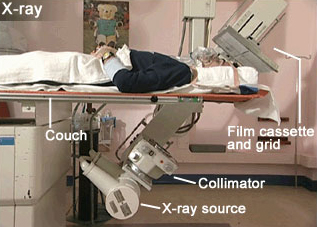 X-ray
Couch
Film cassette
and grid
Collimator
X-ray source